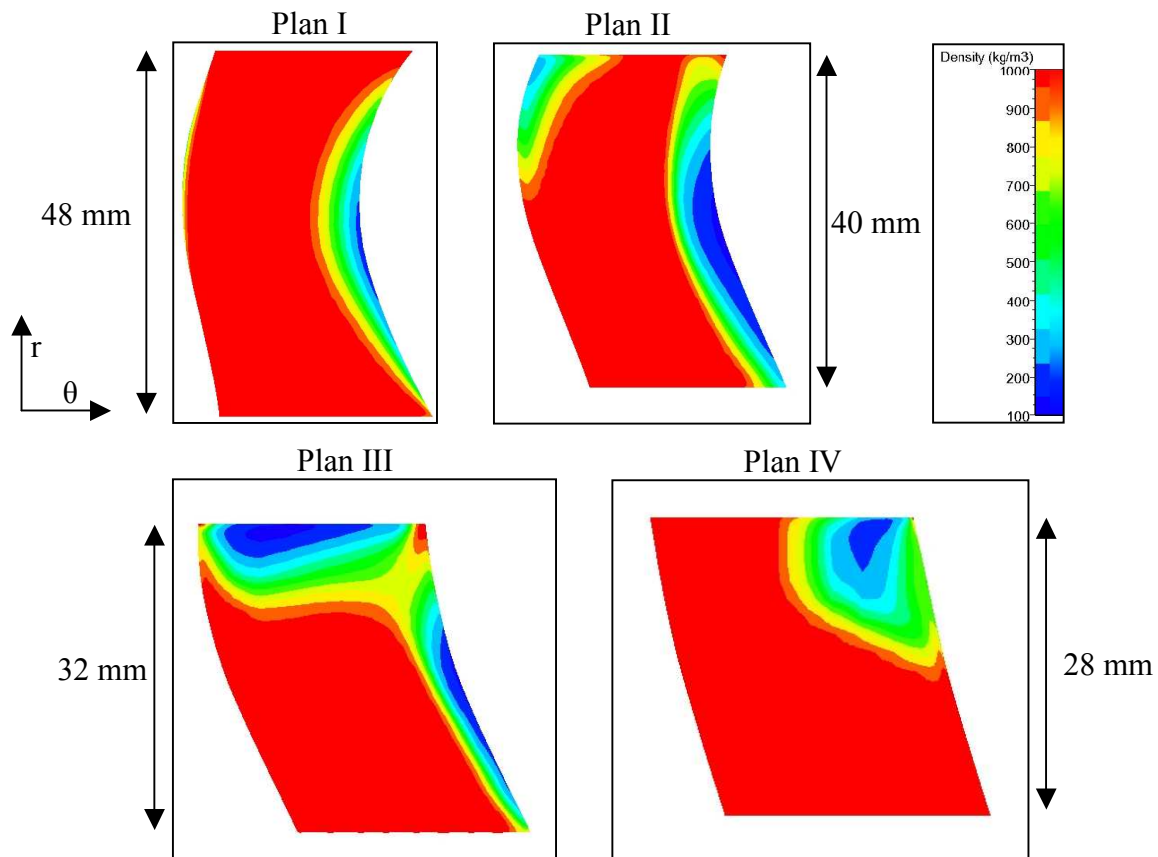 Plan I
Plan II
Density (kg/m3)
1000
900
800
700
600
500
400
300
200
100
48 mm
40 mm
r
θ
Plan III
Plan IV
32 mm
28 mm